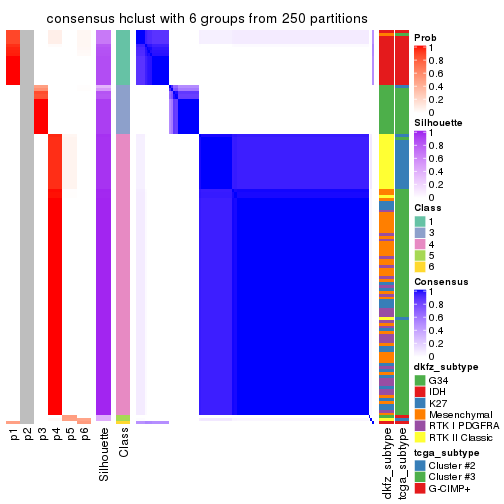 consensus hclust with 6 groups from 250 partitions
Prob
1
0.8
0.6
0.4
0.2
0
Silhouette
1
0.8
0.6
0.4
0.2
0
Class
1
3
4
5
6
Consensus
1
0.8
0.6
0.4
0.2
0
dkfz_subtype
G34
IDH
K27
Mesenchymal
RTK I PDGFRA
RTK II Classic
tcga_subtype
Cluster #2
Cluster #3
G-CIMP+
p1
p2
p3
p4
p5
p6
Silhouette
Class
dkfz_subtype
tcga_subtype